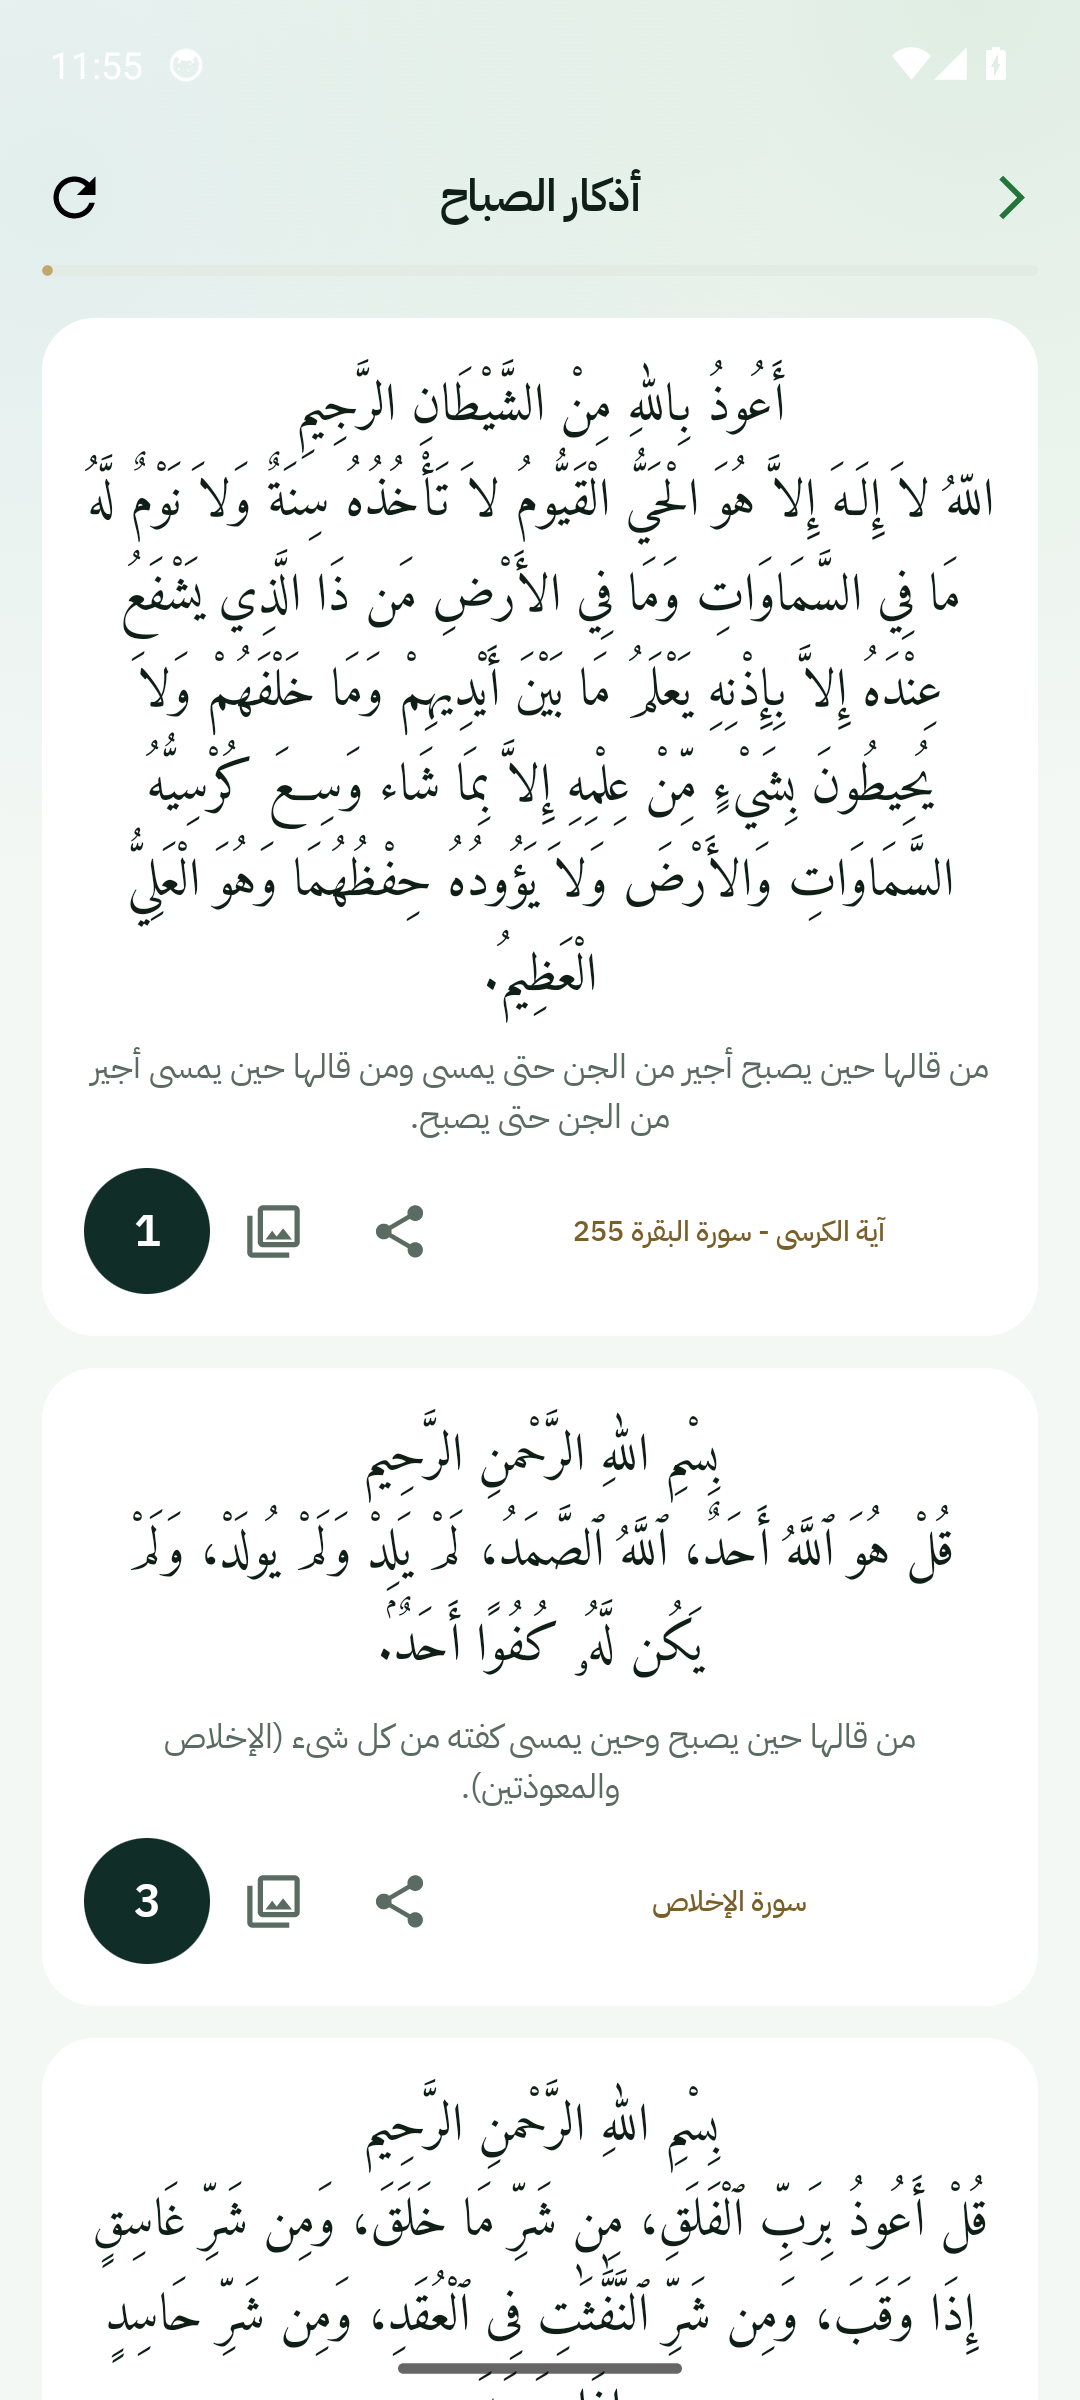 11:55
أذكار الصباح
أَعُوذُ بِاللهِ مِنْ الشَّيْطَانِ الرَّجِيمِ
اللّهُ لاَ إِلَـهَ إِلاَّ هُوَ الْحَيُّ الْقَيُّومُ لاَ تَأْخُذُهُ سِنَةٌ وَلاَ نَوْمٌ لَّهُ
مَا فِي السَّمَاوَاتِ وَمَا فِي الأَرْضِ مَن ذَا الَّذِي يَشْفَعُ
عِنْدَهُ إِلاَّ بِإِذْنِهِ يَعْلَمُ مَا بَيْنَ أَيْدِيهِمْ وَمَا خَلْفَهُمْ وَلاَ
يُحِيطُونَ بِشَيْءٍ مِّنْ عِلْمِهِ إِلاَّ بِمَا شَاء وَسِعَ كُرْسِيُّهُ
السَّمَاوَاتِ وَالأَرْضَ وَلاَ يَؤُودُهُ حِفْظُهُمَا وَهُوَ الْعَلِيُّ
الْعَظِيمُ.
من قالها حين يصبح أجير من الجن حتى يمسى ومن قالها حين يمسى أجير
من الجن حتى يصبح.
آية الكرسى - سورة البقرة 255
1
بِسْمِ اللهِ الرَّحْمنِ الرَّحِيم
قُلْ هُوَ ٱللَّهُ أَحَدٌ، ٱللَّهُ ٱلصَّمَدُ، لَمْ يَلِدْ وَلَمْ يُولَدْ، وَلَمْ
يَكُن لَّهُۥ كُفُوًا أَحَدٌۢ.
من قالها حين يصبح وحين يمسى كفته من كل شىء (الإخلاص
والمعوذتين).
سورة الإخلاص
3
بِسْمِ اللهِ الرَّحْمنِ الرَّحِيم
قُلْ أَعُوذُ بِرَبِّ ٱلْفَلَقِ، مِن شَرِّ مَا خَلَقَ، وَمِن شَرِّ غَاسِقٍ
إِذَا وَقَبَ، وَمِن شَرِّ ٱلنَّفَّٰثَٰتِ فِى ٱلْعُقَدِ، وَمِن شَرِّ حَاسِدٍ